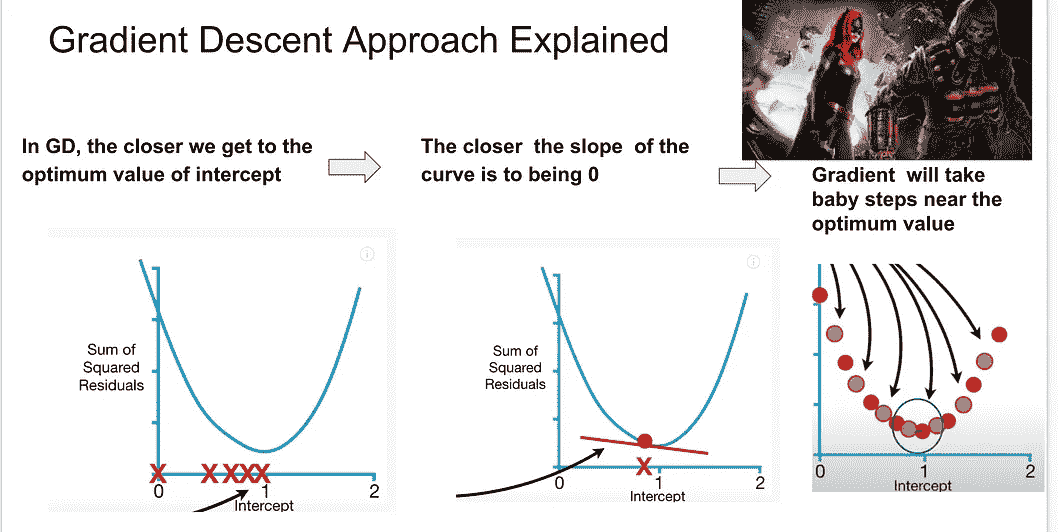 Gradient Descent Approach Explained
In GD, the closer we get to the
optimum value of intercept
The closer the slope of the
curve is to being 0
Gradient will take
baby steps near the
optimum value
Sum of
Squared
Residuals
X X X X X
0 1 2
Intercept
Sum of
Squared
Residuals
X
0 1 2
Intercept
0 1 2
Intercept